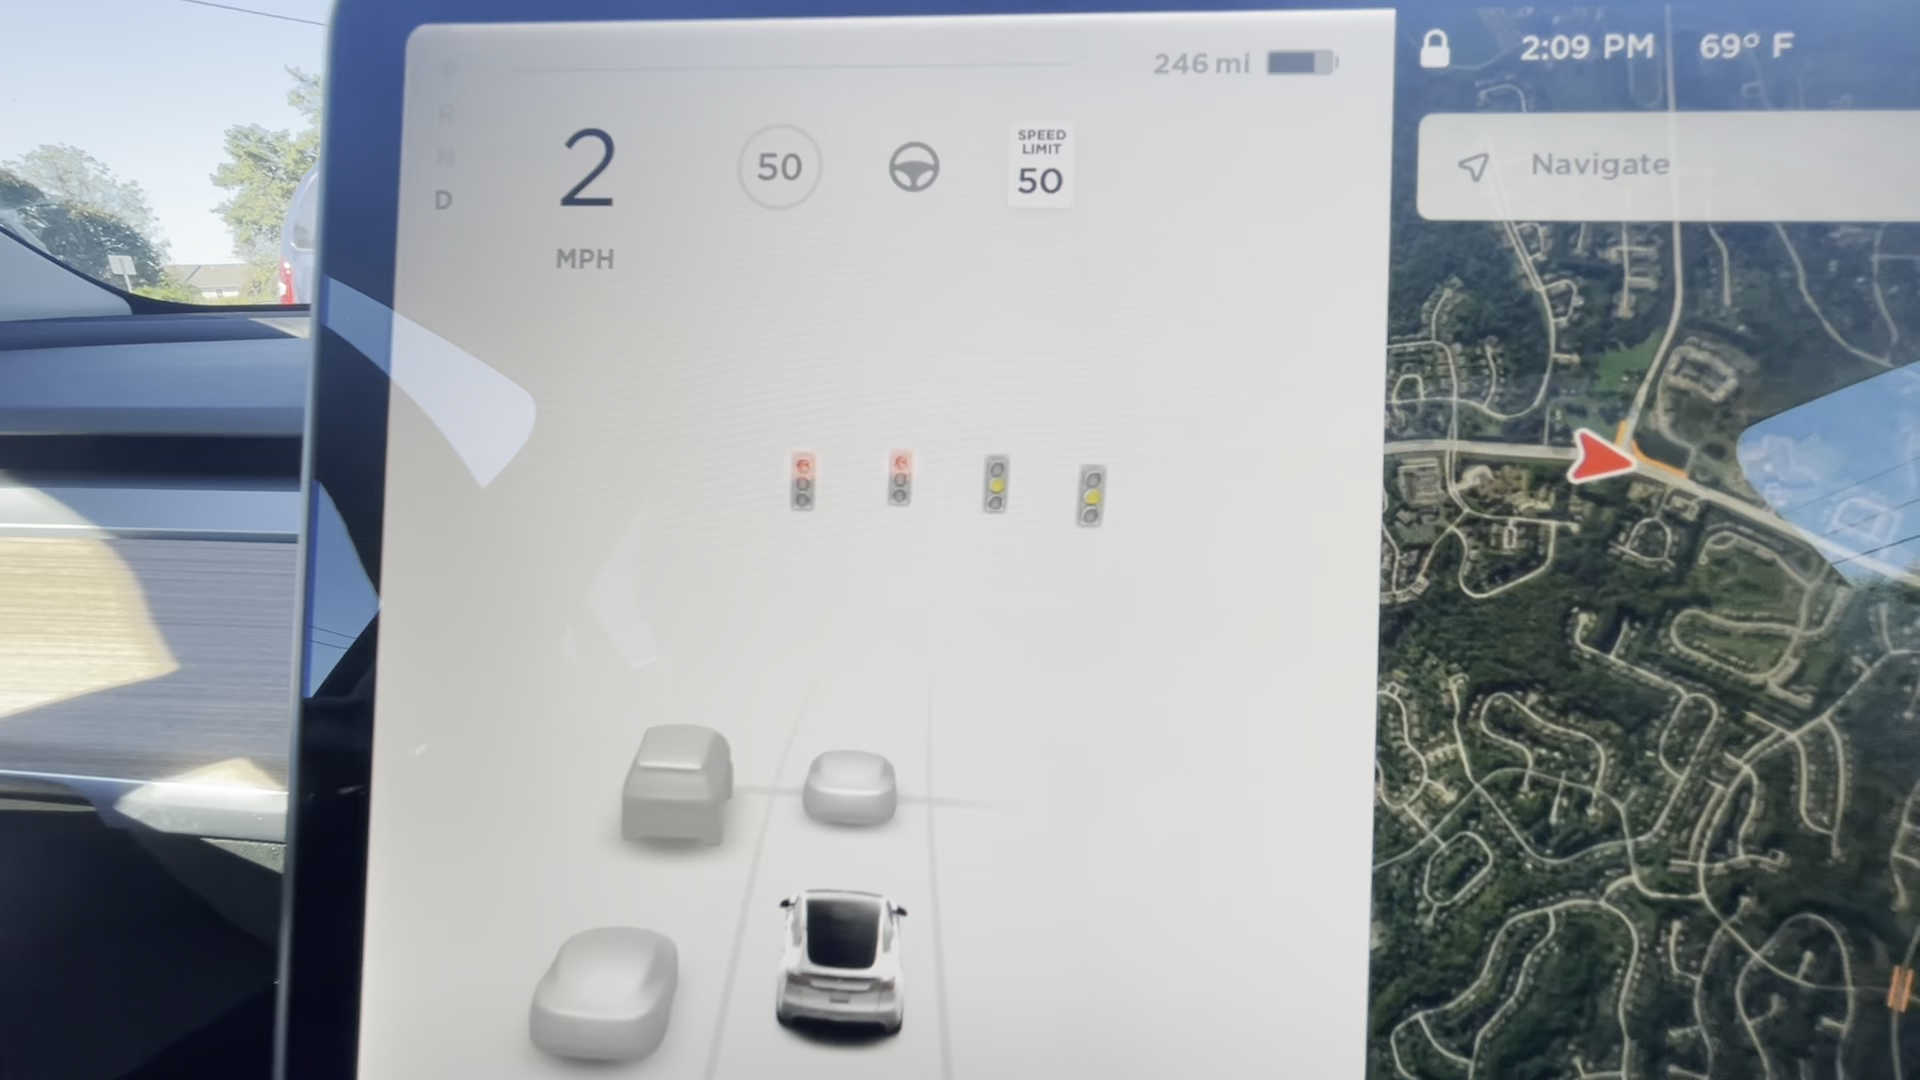 246 mi
2:09 PM
69° F
P
R
N
D
2
MPH
50
SPEED
LIMIT
50
Navigate